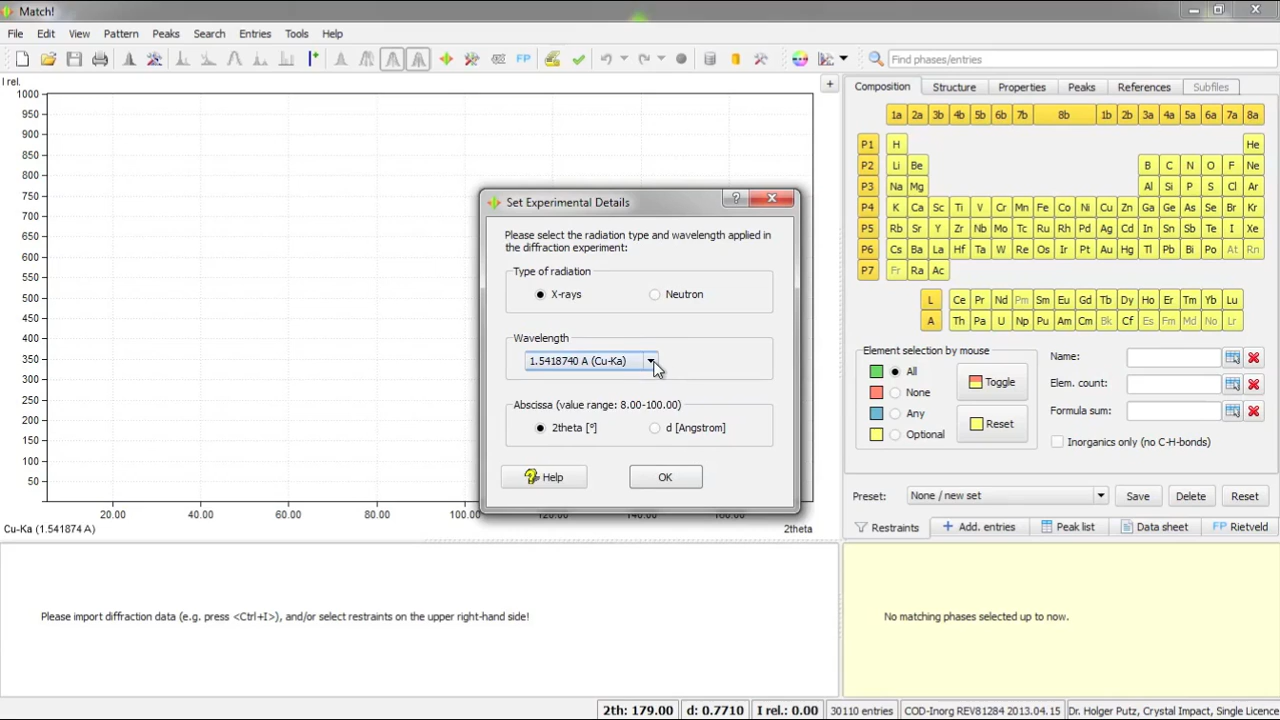 Match!
File Edit View Pattern Peaks Search Entries Tools Help
FP Find phases/entries
I rel.
1000
950
900
850
800
750
700
650
600
550
500
450
400
350
300
250
200
150
100
50
20.00 40.00 60.00 80.00 100.00 120.00 140.00 160.00
Cu-Ka (1.541874 A) 2theta
Set Experimental Details
Please select the radiation type and wavelength applied in
the diffraction experiment:
Type of radiation
X-rays Neutron
Wavelength
1.5418740 A (Cu-Ka)
Abscissa (value range: 8.00-100.00)
2theta [°] d [Angstrom]
Help OK
Composition Structure Properties Peaks References Subfiles
1a 2a 3b 4b 5b 6b 7b 8b 1b 2b 3a 4a 5a 6a 7a 8a
P1 H He
P2 Li Be B C N O F Ne
P3 Na Mg Al Si P S Cl Ar
P4 K Ca Sc Ti V Cr Mn Fe Co Ni Cu Zn Ga Ge As Se Br Kr
P5 Rb Sr Y Zr Nb Mo Tc Ru Rh Pd Ag Cd In Sn Sb Te I Xe
P6 Cs Ba La Hf Ta W Re Os Ir Pt Au Hg Tl Pb Bi Po At Rn
P7 Fr Ra Ac
L Ce Pr Nd Pm Sm Eu Gd Tb Dy Ho Er Tm Yb Lu
A Th Pa U Np Pu Am Cm Bk Cf Es Fm Md No Lr
Element selection by mouse
All
None
Any
Optional
Toggle
Reset
Name:
Elem. count:
Formula sum:
Inorganics only (no C-H-bonds)
Preset: None / new set Save Delete Reset
Restraints Add. entries Peak list Data sheet FP Rietveld
Please import diffraction data (e.g. press <Ctrl+I>), and/or select restraints on the upper right-hand side!
No matching phases selected up to now.
2th: 179.00 d: 0.7710 I rel.: 0.00 30110 entries COD-Inorg REV81284 2013.04.15 Dr. Holger Putz, Crystal Impact, Single Licence